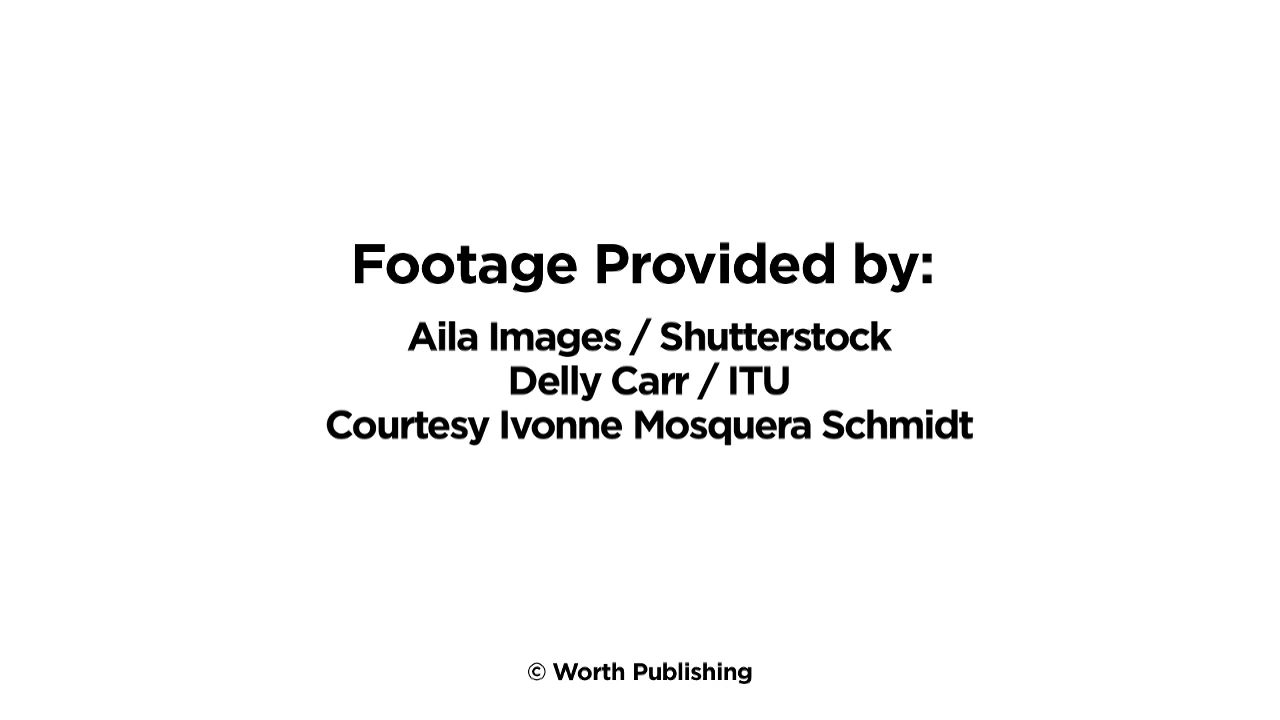 Footage Provided by:
Aila Images / Shutterstock
Delly Carr / ITU
Courtesy Ivonne Mosquera Schmidt
© Worth Publishing